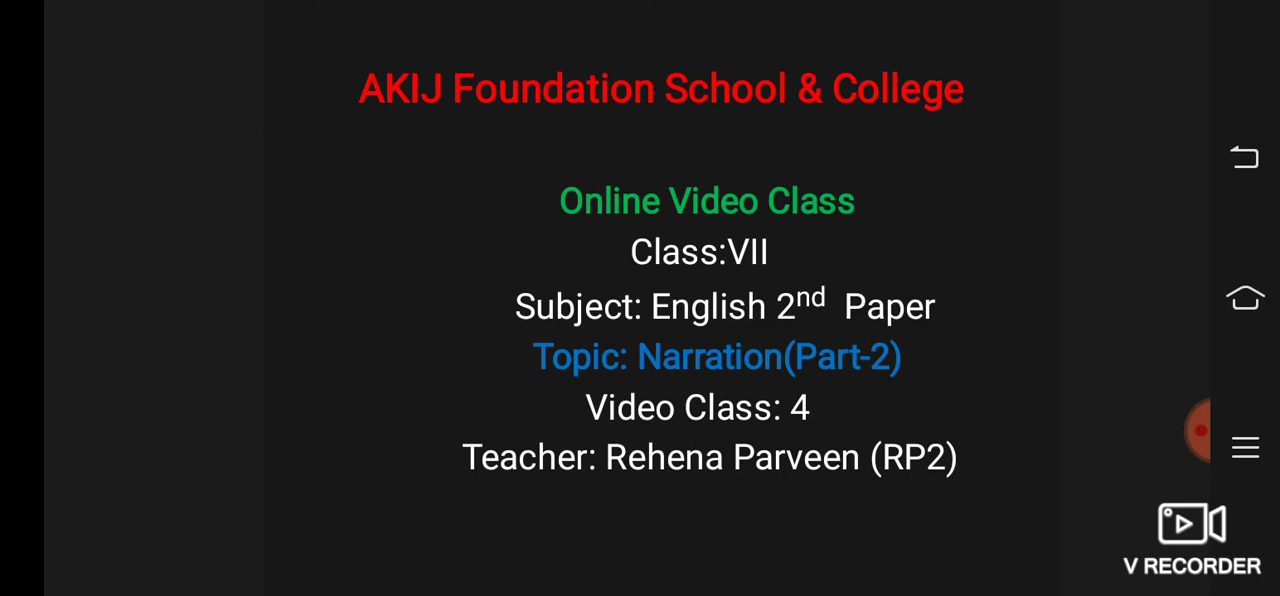 AKIJ Foundation School & College
Online Video Class
Class:VII
Subject: English 2nd Paper
Topic: Narration(Part-2)
Video Class: 4
Teacher: Rehena Parveen (RP2)
V RECORDER